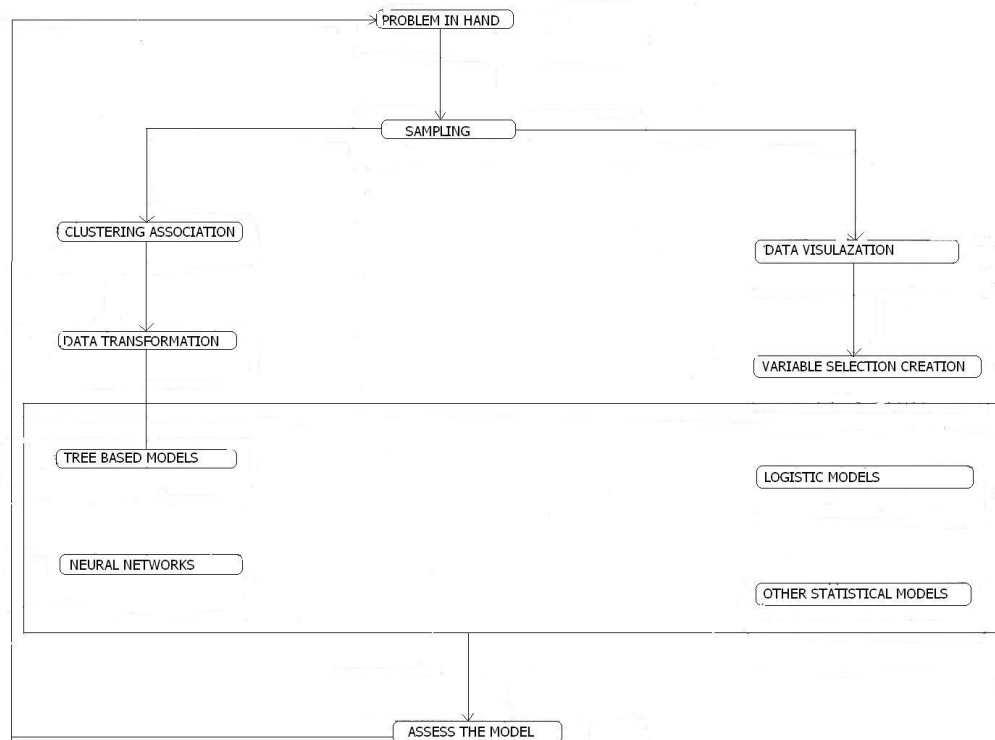 PROBLEM IN HAND
SAMPLING
CLUSTERING ASSOCIATION
DATA VISULAZATION
DATA TRANSFORMATION
VARIABLE SELECTION CREATION
TREE BASED MODELS
LOGISTIC MODELS
NEURAL NETWORKS
OTHER STATISTICAL MODELS
ASSESS THE MODEL